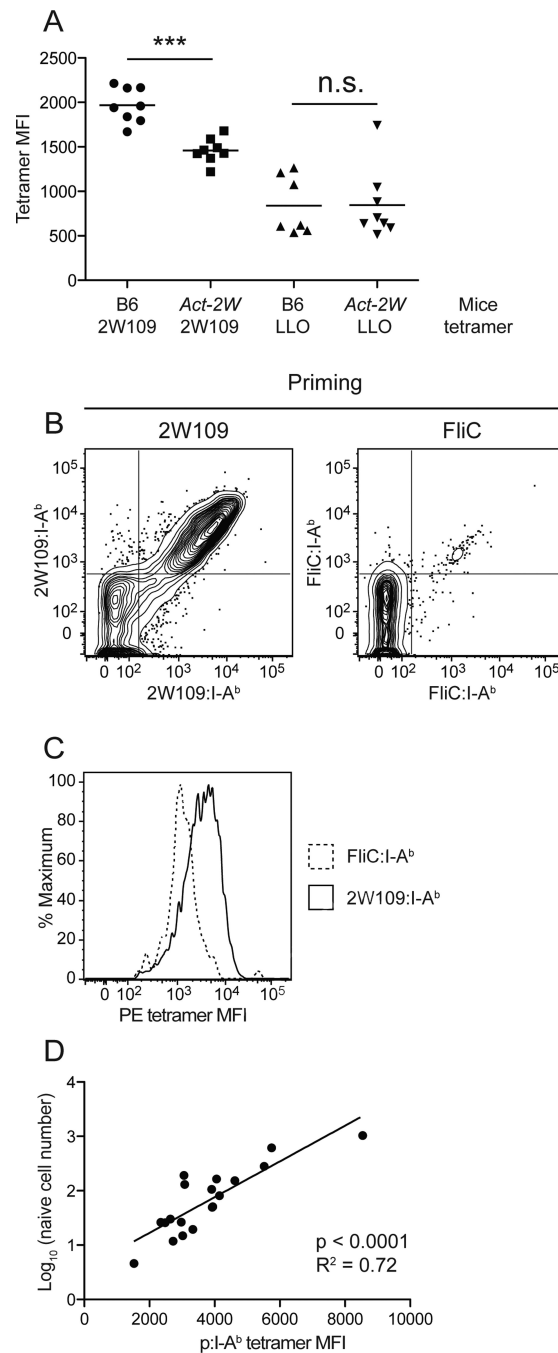 A
***
n.s.
2500
2000
1500
1000
500
0
Tetramer MFI
B6 Act-2W B6 Act-2W Mice
2W109 2W109 LLO LLO tetramer
Priming
B
2W109 FliC
10⁵ 10⁵
10⁴ 10⁴
10³ 10³
10² 10²
0 0
2W109:I-Aᵇ FliC:I-Aᵇ
0 10² 10³ 10⁴ 10⁵ 0 10² 10³ 10⁴ 10⁵
2W109:I-Aᵇ FliC:I-Aᵇ
C
100
80
60
40
20
0
% Maximum
FliC:I-Aᵇ
2W109:I-Aᵇ
0 10² 10³ 10⁴ 10⁵
PE tetramer MFI
D
4
3
2
1
0
Log₁₀ (naive cell number)
p < 0.0001
R² = 0.72
0 2000 4000 6000 8000 10000
p:I-Aᵇ tetramer MFI